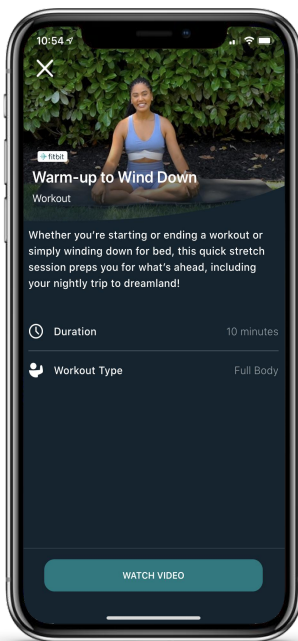 10:54
fitbit
Warm-up to Wind Down
Workout
Whether you're starting or ending a workout or
simply winding down for bed, this quick stretch
session preps you for what's ahead, including
your nightly trip to dreamland!
Duration 10 minutes
Workout Type Full Body
WATCH VIDEO